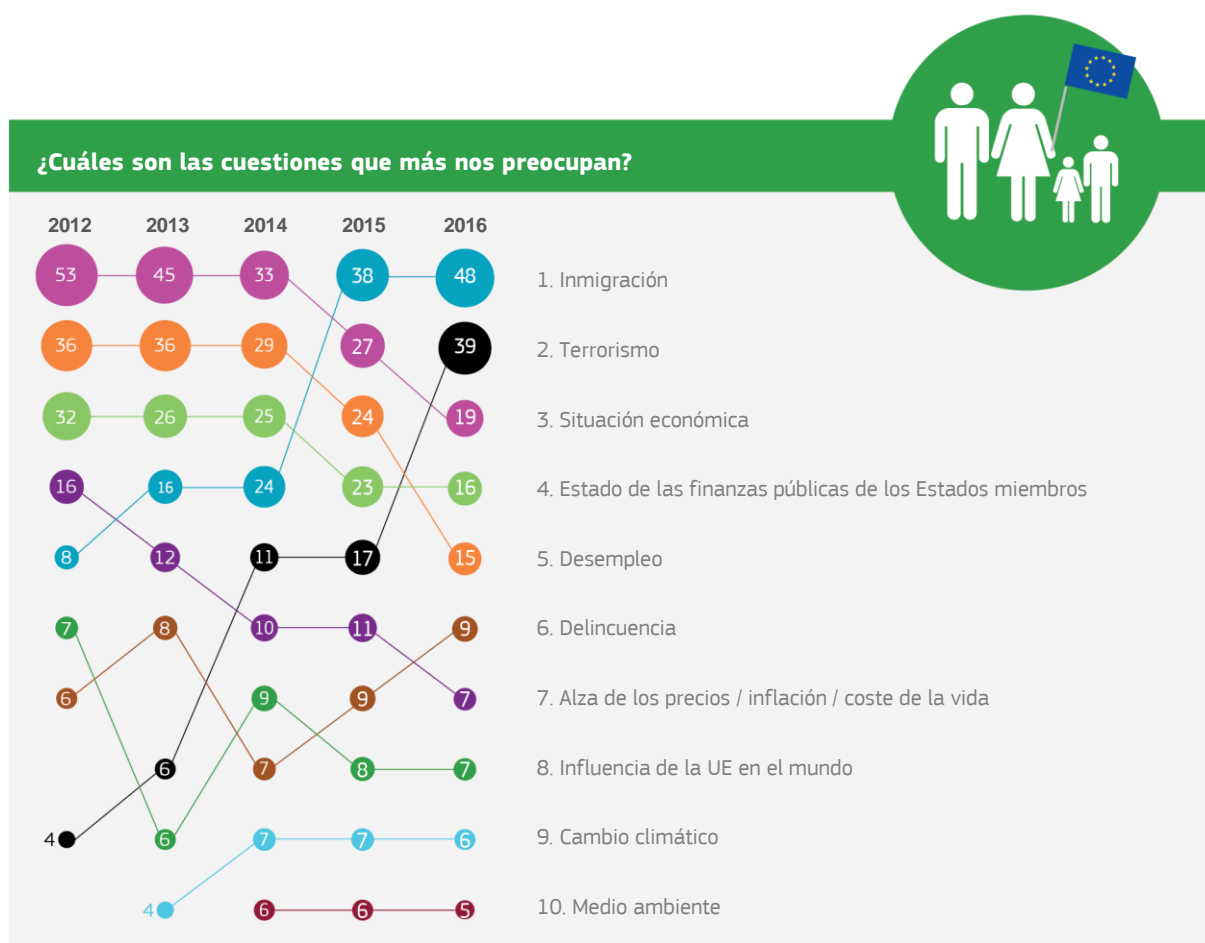 ¿Cuáles son las cuestiones que más nos preocupan?
2012 2013 2014 2015 2016
53 45 33 38 48 1. Inmigración
36 36 29 27 39 2. Terrorismo
32 26 25 24 19 3. Situación económica
16 16 24 23 16 4. Estado de las finanzas públicas de los Estados miembros
8 12 11 17 15 5. Desempleo
7 8 10 11 9 6. Delincuencia
6 9 9 7 7. Alza de los precios / inflación / coste de la vida
6 7 8 7 8. Influencia de la UE en el mundo
4 6 7 7 6 9. Cambio climático
4 6 6 5 10. Medio ambiente